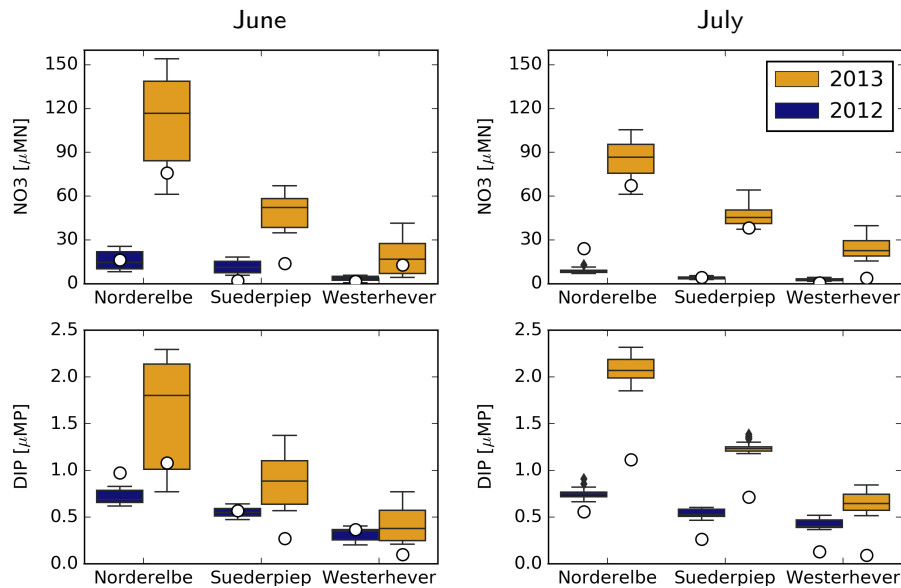 June
July
NO3 [μMN]
150
120
90
60
30
0
Norderelbe Suederpiep Westerhever
NO3 [μMN]
150
120
90
60
30
0
Norderelbe Suederpiep Westerhever
2013
2012
DIP [μMP]
2.5
2.0
1.5
1.0
0.5
0.0
Norderelbe Suederpiep Westerhever
DIP [μMP]
2.5
2.0
1.5
1.0
0.5
0.0
Norderelbe Suederpiep Westerhever